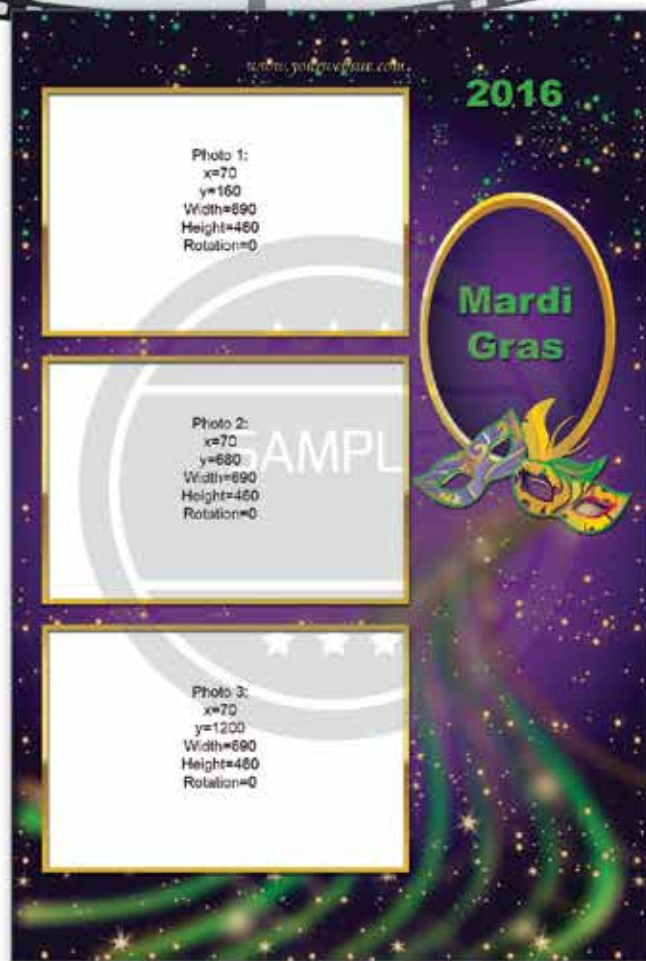 www.yourwebsite.com
2016
Photo 1:
x=70
y=160
Width=690
Height=460
Rotation=0
Mardi
Gras
Photo 2:
x=70
y=680
Width=690
Height=460
Rotation=0
SAMPLE
Photo 3:
x=70
y=1200
Width=690
Height=460
Rotation=0